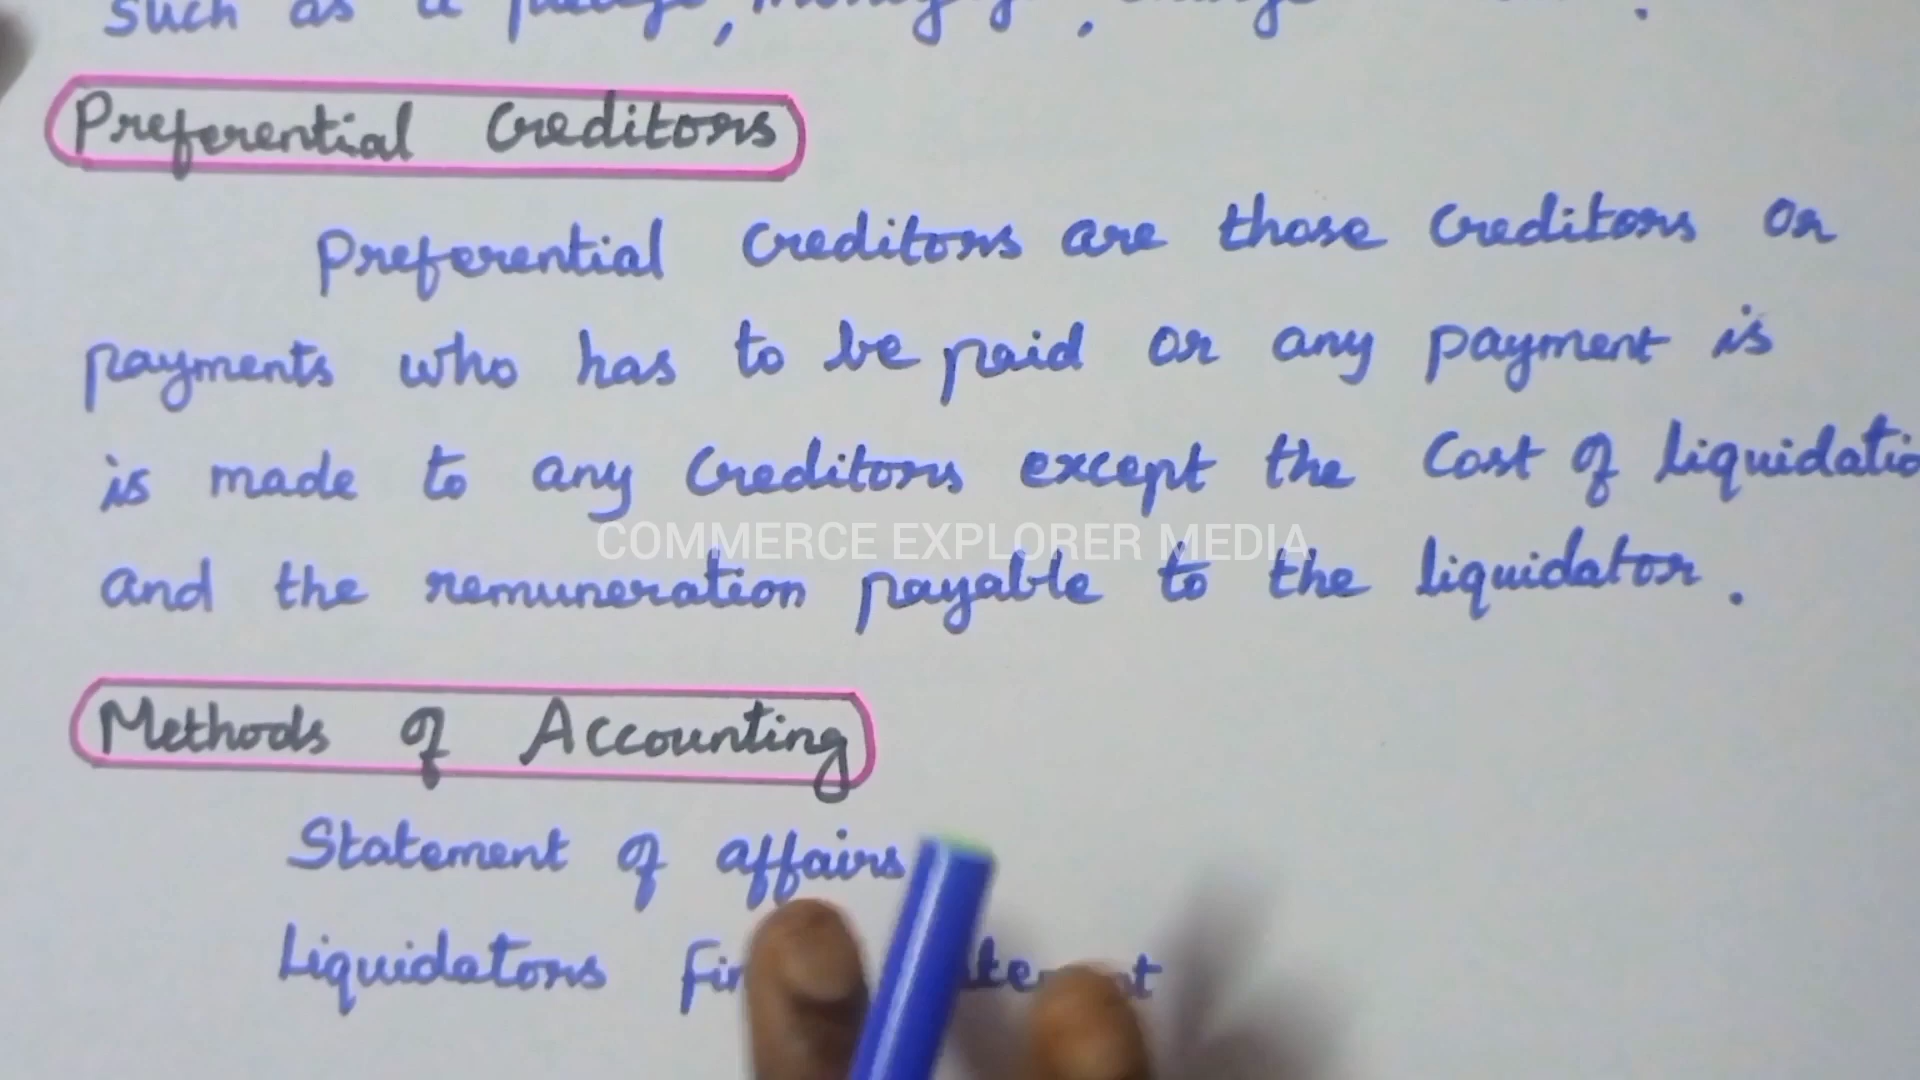 such as a
Preferential Creditors
Preferential Creditors are those Creditors or
payments who has to be paid or any payment is
is made to any Creditors except the Cost of liquidatio
COMMERCE EXPLORER MEDIA
and the remuneration payable to the liquidator.
Methods of Accounting
Statement of affairs
Liquidators